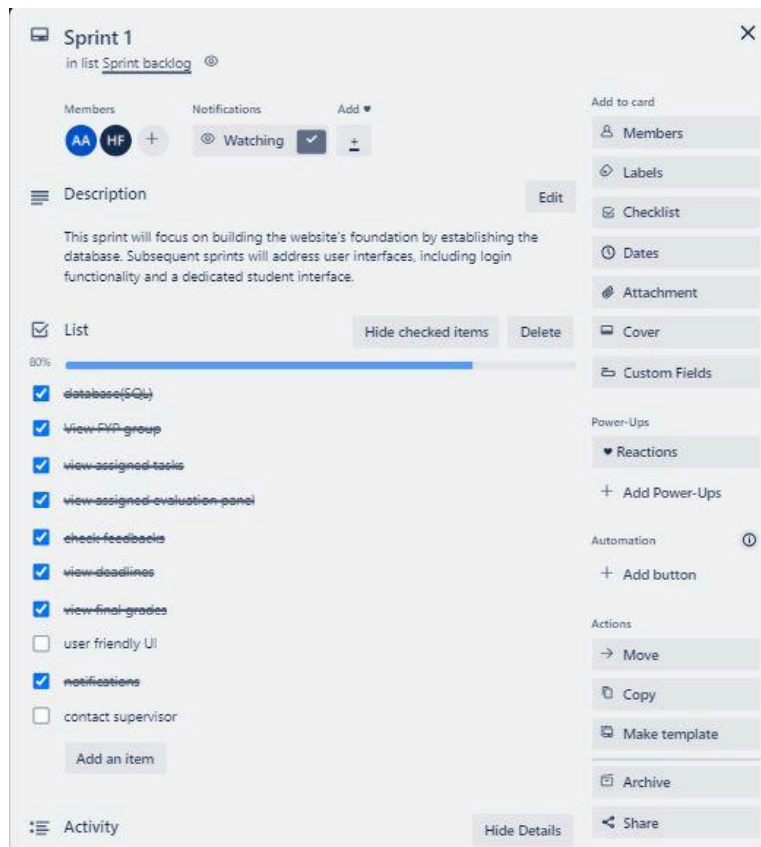 Sprint 1
in list Sprint backlog
Members
Notifications
Add ♥
AA
HF
+
Watching
+
Description
Edit
This sprint will focus on building the website's foundation by establishing the
database. Subsequent sprints will address user interfaces, including login
functionality and a dedicated student interface.
List
Hide checked items
Delete
80%
database(SQL)
View FYP group
view assigned tasks
view assigned evaluation panel
check feedbacks
view deadlines
view final grades
user friendly UI
notifications
contact supervisor
Add an item
Activity
Hide Details
Add to card
Members
Labels
Checklist
Dates
Attachment
Cover
Custom Fields
Power-Ups
♥ Reactions
+ Add Power-Ups
Automation
+ Add button
Actions
→ Move
Copy
Make template
Archive
Share